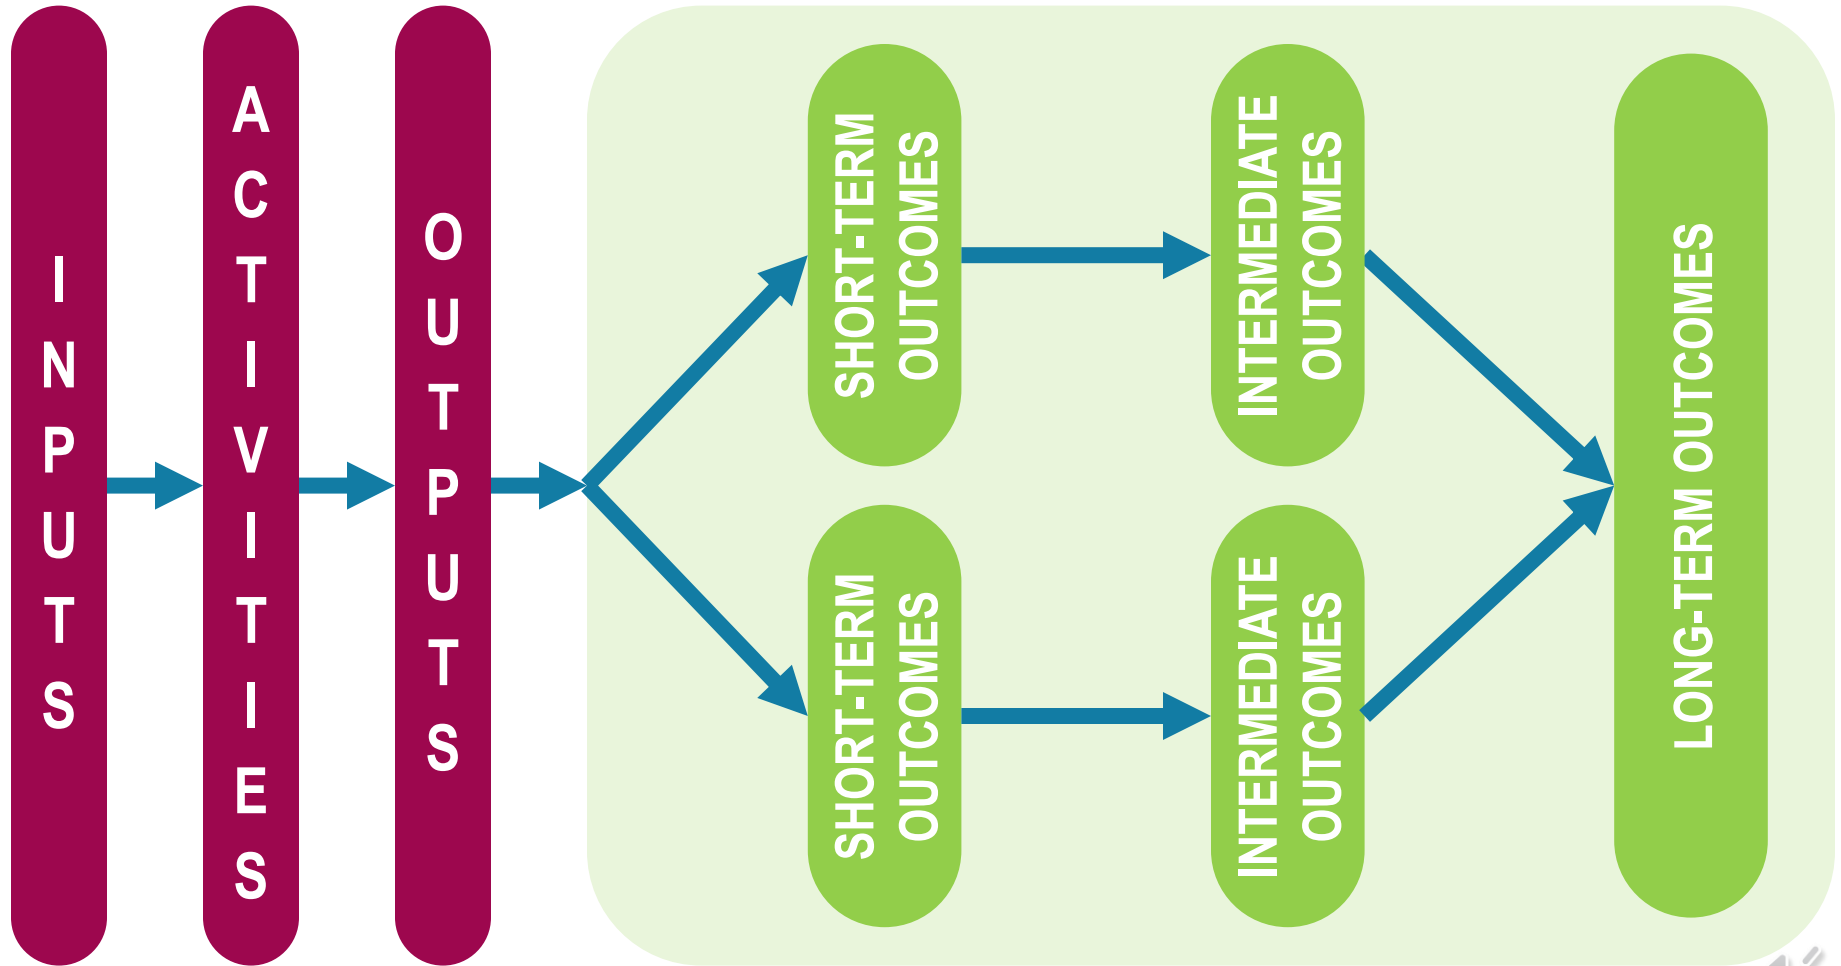 INPUTS
ACTIVITIES
OUTPUTS
SHORT-TERM
OUTCOMES
INTERMEDIATE
OUTCOMES
SHORT-TERM
OUTCOMES
INTERMEDIATE
OUTCOMES
LONG-TERM OUTCOMES